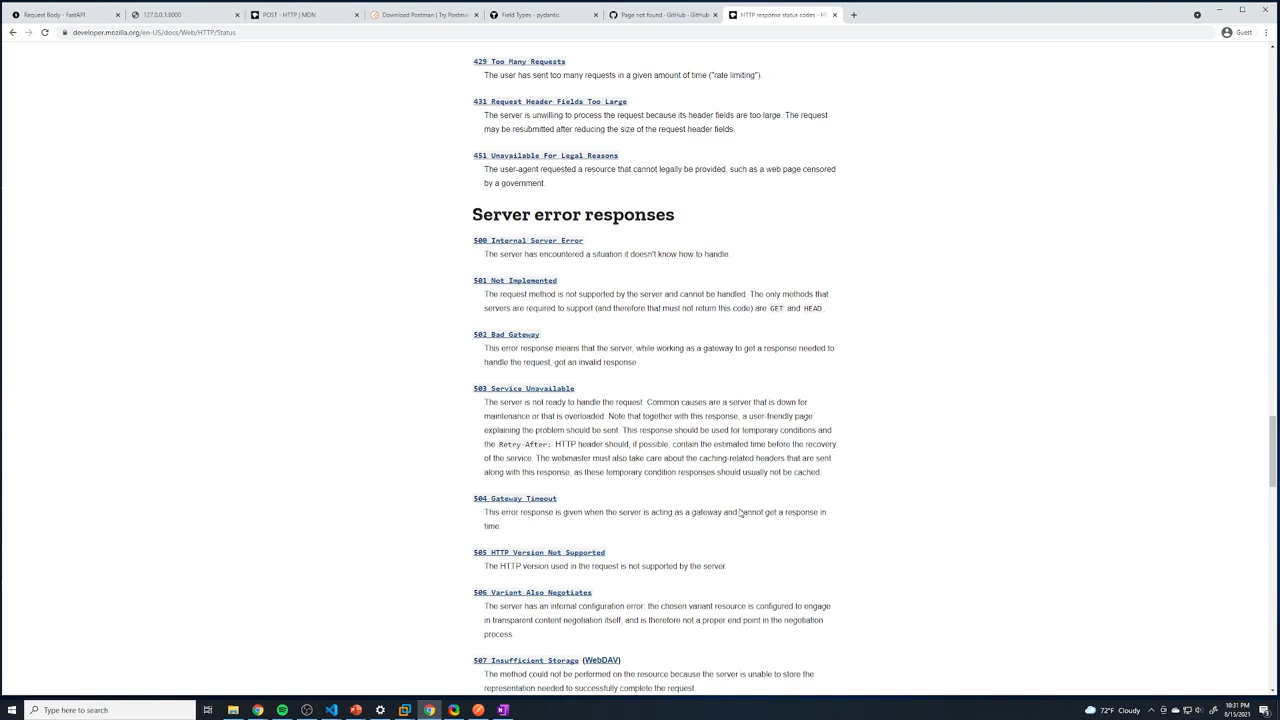 Request Body - FastAPI
127.0.0.1:8000
POST - HTTP | MDN
Download Postman | Try Postman
Field Types - pydantic
Page not found · GitHub · GitHub
HTTP response status codes - HT
developer.mozilla.org/en-US/docs/Web/HTTP/Status
Guest
429 Too Many Requests
The user has sent too many requests in a given amount of time ("rate limiting").
431 Request Header Fields Too Large
The server is unwilling to process the request because its header fields are too large. The request
may be resubmitted after reducing the size of the request header fields.
451 Unavailable For Legal Reasons
The user-agent requested a resource that cannot legally be provided, such as a web page censored
by a government.
Server error responses
500 Internal Server Error
The server has encountered a situation it doesn't know how to handle.
501 Not Implemented
The request method is not supported by the server and cannot be handled. The only methods that
servers are required to support (and therefore that must not return this code) are GET and HEAD.
502 Bad Gateway
This error response means that the server, while working as a gateway to get a response needed to
handle the request, got an invalid response.
503 Service Unavailable
The server is not ready to handle the request. Common causes are a server that is down for
maintenance or that is overloaded. Note that together with this response, a user-friendly page
explaining the problem should be sent. This response should be used for temporary conditions and
the Retry-After: HTTP header should, if possible, contain the estimated time before the recovery
of the service. The webmaster must also take care about the caching-related headers that are sent
along with this response, as these temporary condition responses should usually not be cached.
504 Gateway Timeout
This error response is given when the server is acting as a gateway and cannot get a response in
time.
505 HTTP Version Not Supported
The HTTP version used in the request is not supported by the server.
506 Variant Also Negotiates
The server has an internal configuration error: the chosen variant resource is configured to engage
in transparent content negotiation itself, and is therefore not a proper end point in the negotiation
process.
507 Insufficient Storage (WebDAV)
The method could not be performed on the resource because the server is unable to store the
representation needed to successfully complete the request.
Type here to search
72°F Cloudy
10:31 PM
8/15/2021